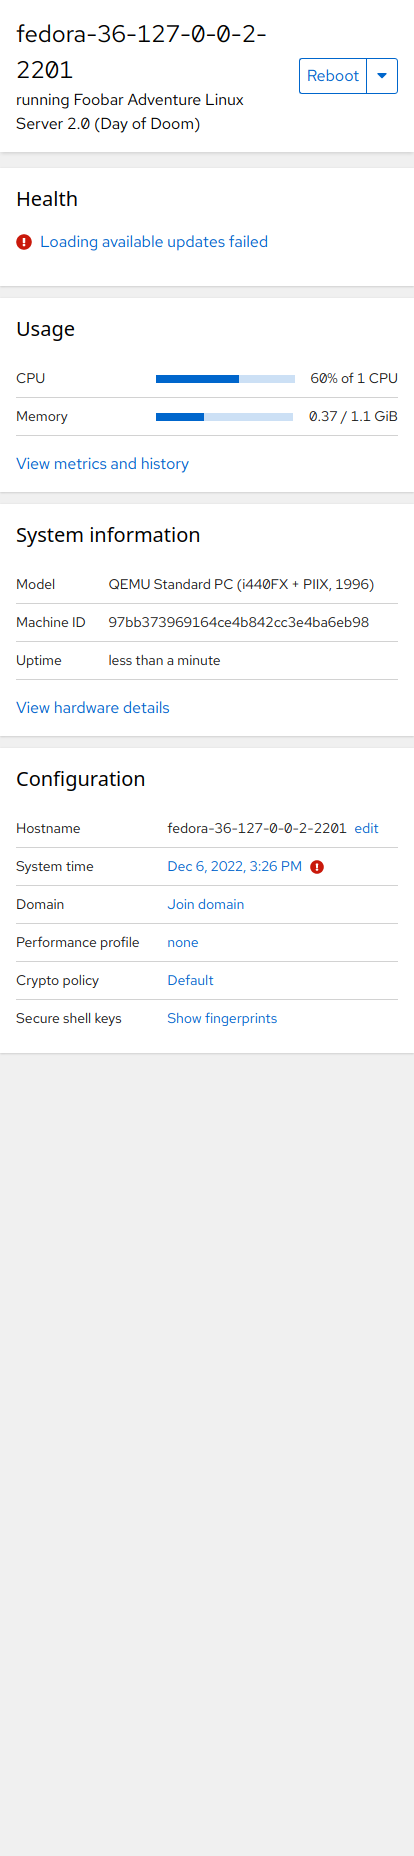 fedora-36-127-0-0-2-
2201
running Foobar Adventure Linux
Server 2.0 (Day of Doom)
Reboot
Health
Loading available updates failed
Usage
CPU 60% of 1 CPU
Memory 0.37 / 1.1 GiB
View metrics and history
System information
Model QEMU Standard PC (i440FX + PIIX, 1996)
Machine ID 97bb373969164ce4b842cc3e4ba6eb98
Uptime less than a minute
View hardware details
Configuration
Hostname fedora-36-127-0-0-2-2201 edit
System time Dec 6, 2022, 3:26 PM
Domain Join domain
Performance profile none
Crypto policy Default
Secure shell keys Show fingerprints